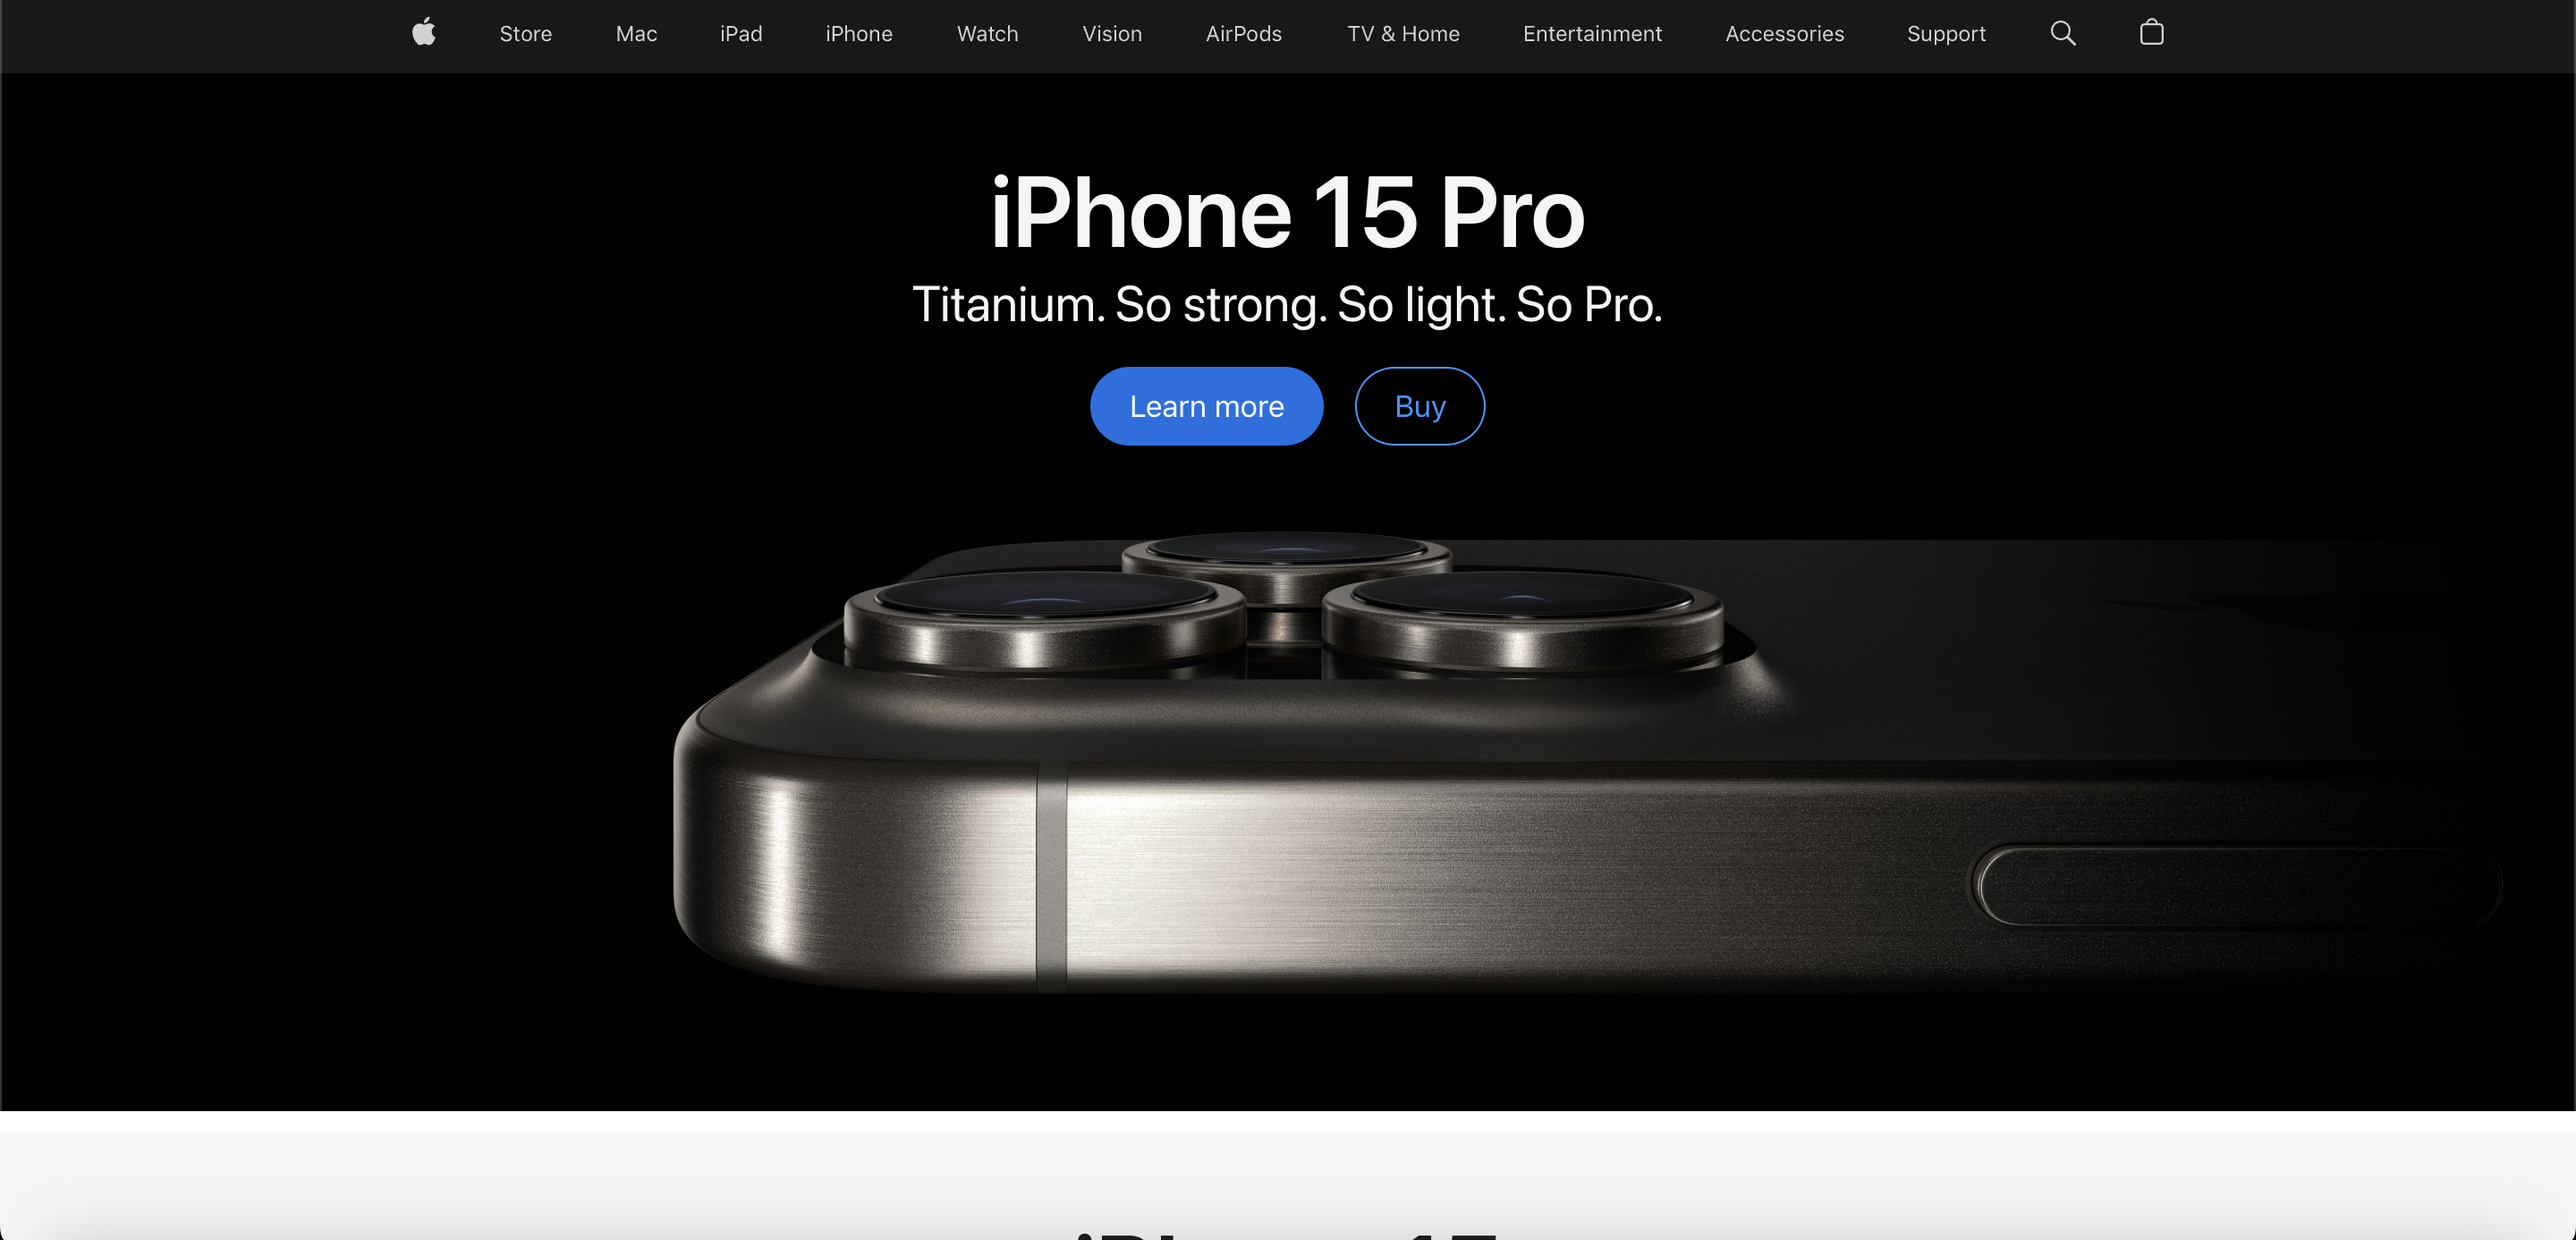 Store Mac iPad iPhone Watch Vision AirPods TV & Home Entertainment Accessories Support
iPhone 15 Pro
Titanium. So strong. So light. So Pro.
Learn more Buy